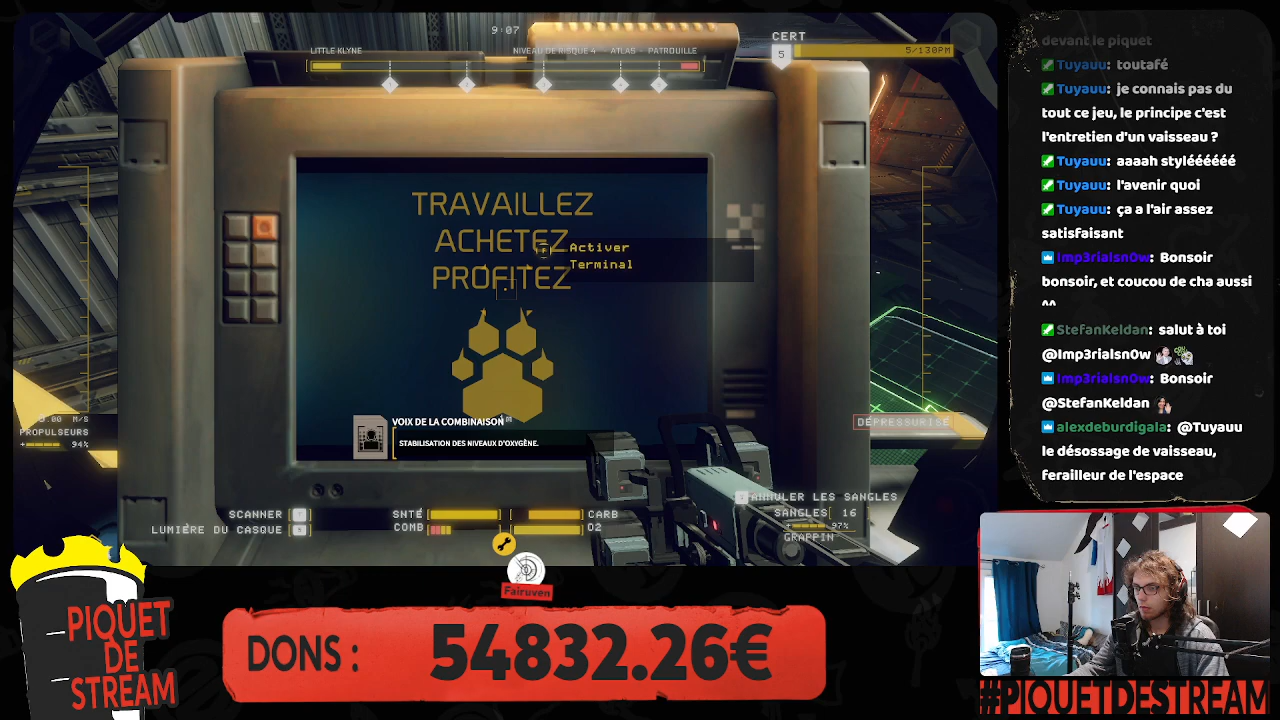 9:07
LITTLE KLYNE
NIVEAU DE RISQUE 4 - ATLAS - PATROUILLE
CERT
5
5/130PM
TRAVAILLEZ
ACHETEZ
PROFITEZ
Activer
Terminal
VOIX DE LA COMBINAISON
STABILISATION DES NIVEAUX D'OXYGÈNE.
0.00 M/S
PROPULSEURS
94%
DÉPRESSURISÉ
SCANNER T
LUMIÈRE DU CASQUE
SNTÉ
COMB
CARB
O2
ANNULER LES SANGLES
SANGLES 16
97%
GRAPPIN
devant le piquet
Tuyauu: toutafé
Tuyauu: je connais pas du
tout ce jeu, le principe c'est
l'entretien d'un vaisseau ?
Tuyauu: aaaah styléééééé
Tuyauu: l'avenir quoi
Tuyauu: ça a l'air assez
satisfaisant
Imp3rialsn0w: Bonsoir
bonsoir, et coucou de cha aussi
^^
StefanKeldan: salut à toi
@Imp3rialsn0w
Imp3rialsn0w: Bonsoir
@StefanKeldan
alexdeburdigala: @Tuyauu
le désossage de vaisseau,
ferailleur de l'espace
Fairuven
PIQUET
DE
STREAM
DONS : 54832.26€
#PIQUETDESTREAM